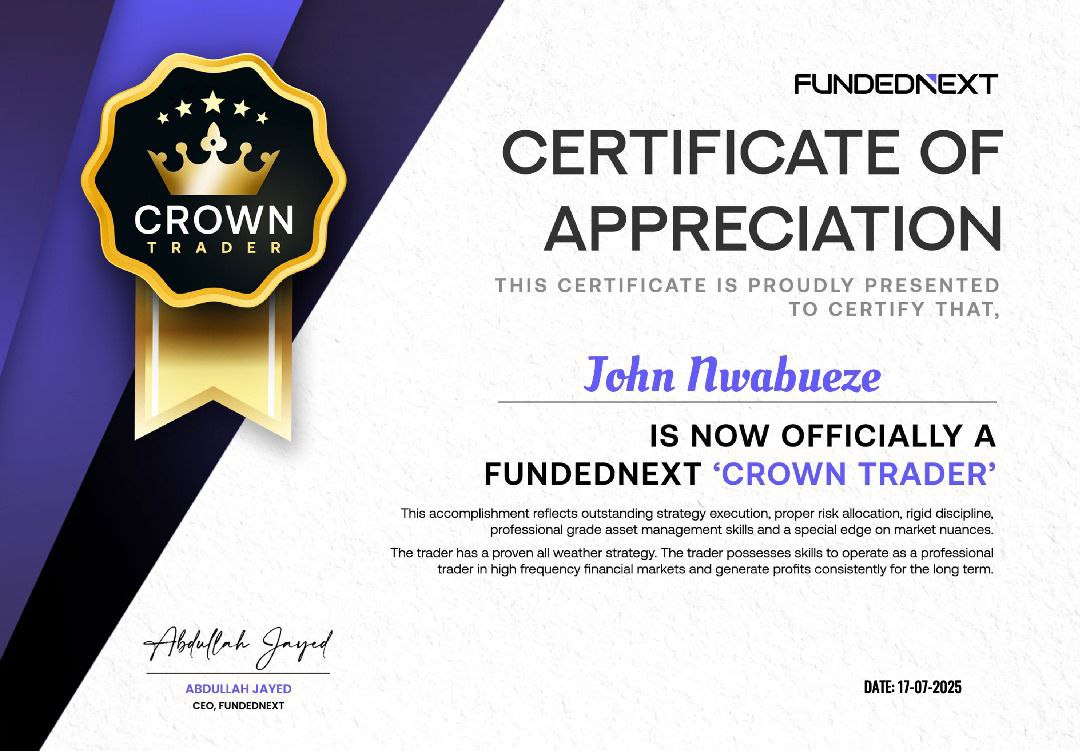 FUNDEDNEXT
CROWN
TRADER
CERTIFICATE OF
APPRECIATION
THIS CERTIFICATE IS PROUDLY PRESENTED
TO CERTIFY THAT,
John Nwabueze
IS NOW OFFICIALLY A
FUNDEDNEXT ‘CROWN TRADER’
This accomplishment reflects outstanding strategy execution, proper risk allocation, rigid discipline,
professional grade asset management skills and a special edge on market nuances.
The trader has a proven all weather strategy. The trader possesses skills to operate as a professional
trader in high frequency financial markets and generate profits consistently for the long term.
Abdullah Jayed
ABDULLAH JAYED
CEO, FUNDEDNEXT
DATE: 17-07-2025